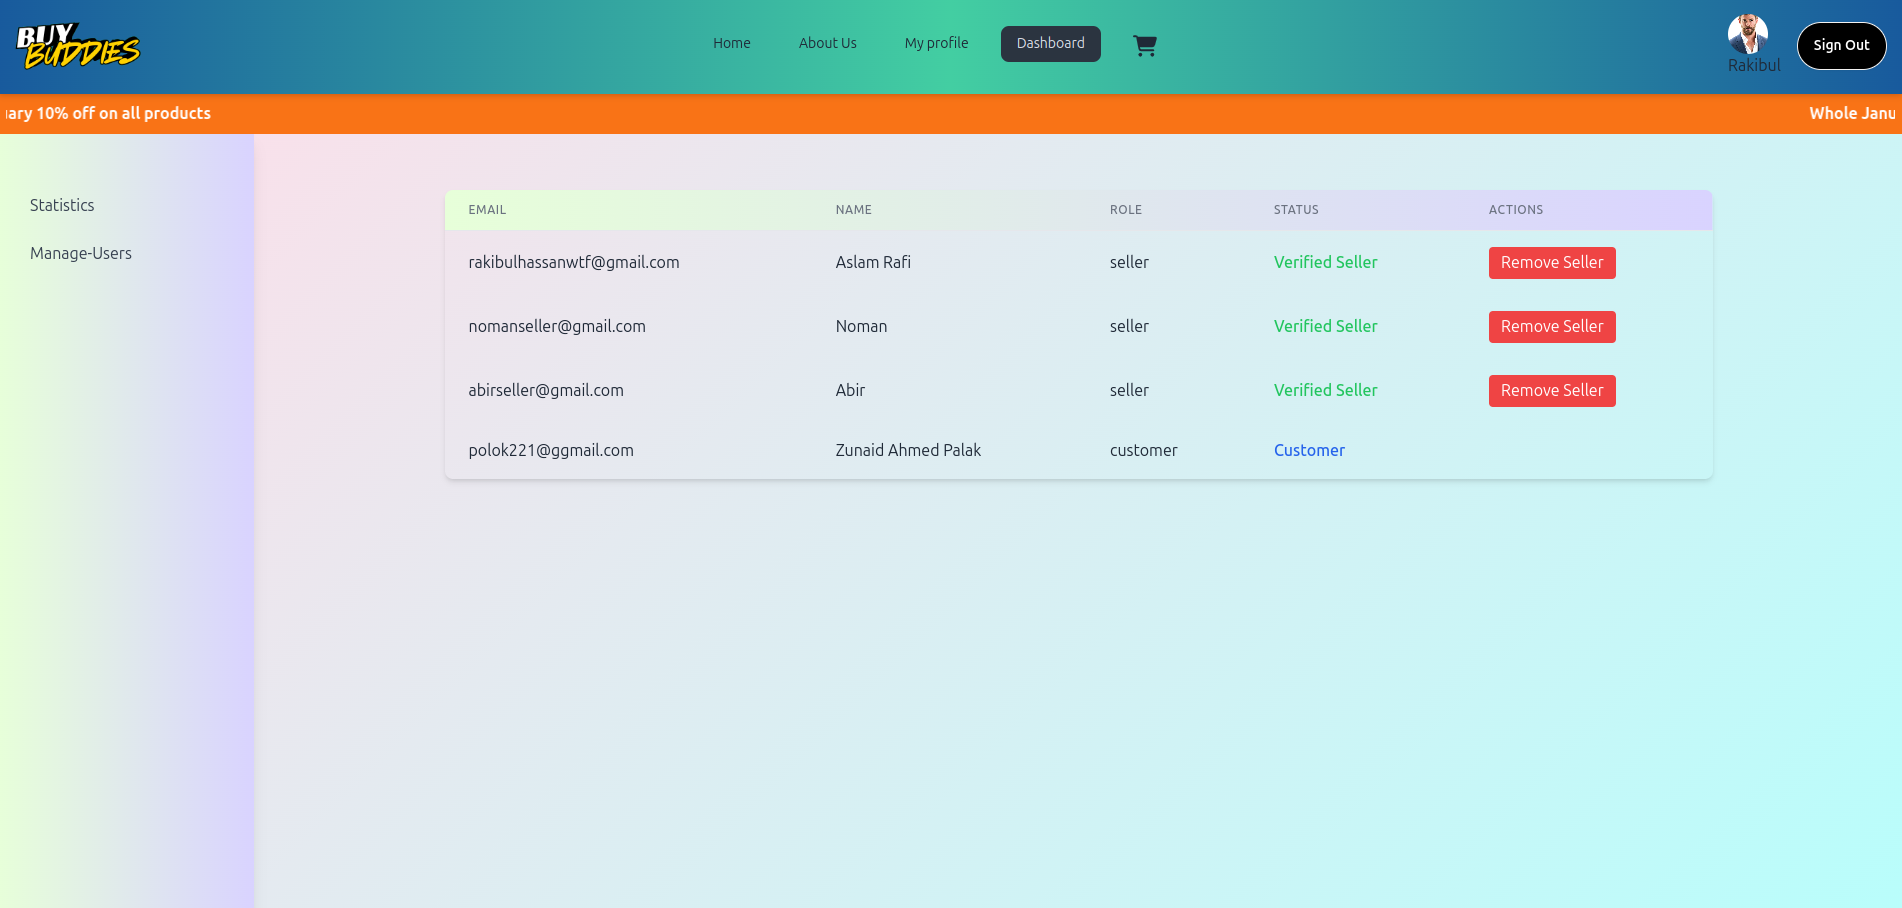 BUY
BUDDIES
Home About Us My profile Dashboard
Rakibul
Sign Out
uary 10% off on all products
Whole Janu
Statistics
Manage-Users
EMAIL NAME ROLE STATUS ACTIONS
rakibulhassanwtf@gmail.com Aslam Rafi seller Verified Seller Remove Seller
nomanseller@gmail.com Noman seller Verified Seller Remove Seller
abirseller@gmail.com Abir seller Verified Seller Remove Seller
polok221@ggmail.com Zunaid Ahmed Palak customer Customer